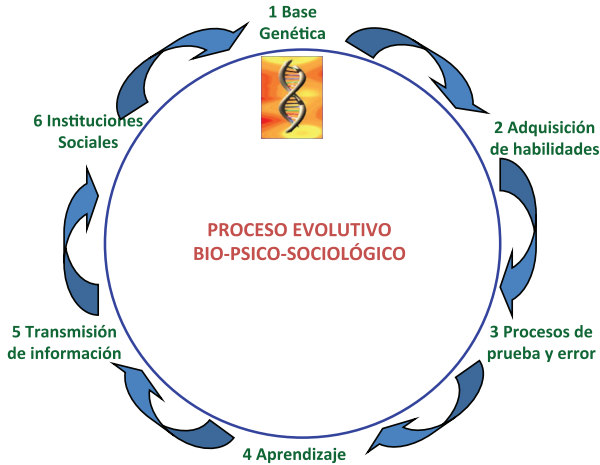 1 Base
Genética
2 Adquisición
de habilidades
3 Procesos de
prueba y error
4 Aprendizaje
5 Transmisión
de información
6 Instituciones
Sociales
PROCESO EVOLUTIVO
BIO-PSICO-SOCIOLÓGICO